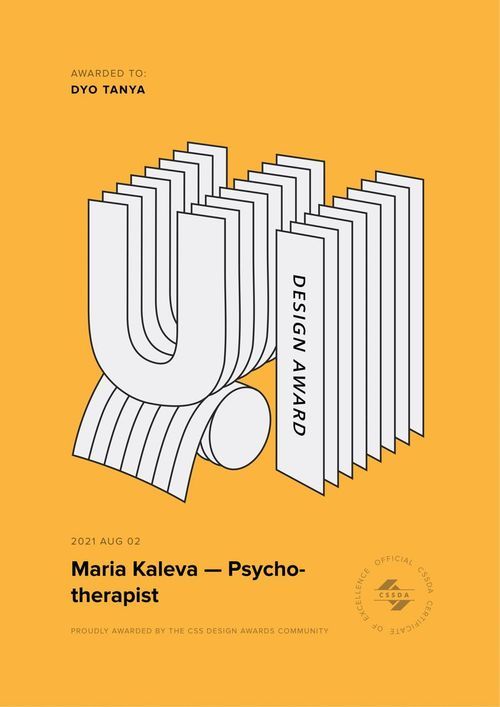 AWARDED TO:
DYO TANYA
UI
DESIGN AWARD
2021 AUG 02
Maria Kaleva — Psycho-
therapist
PROUDLY AWARDED BY THE CSS DESIGN AWARDS COMMUNITY
OFFICIAL CSSDA CERTIFICATE OF EXCELLENCE
CSSDA